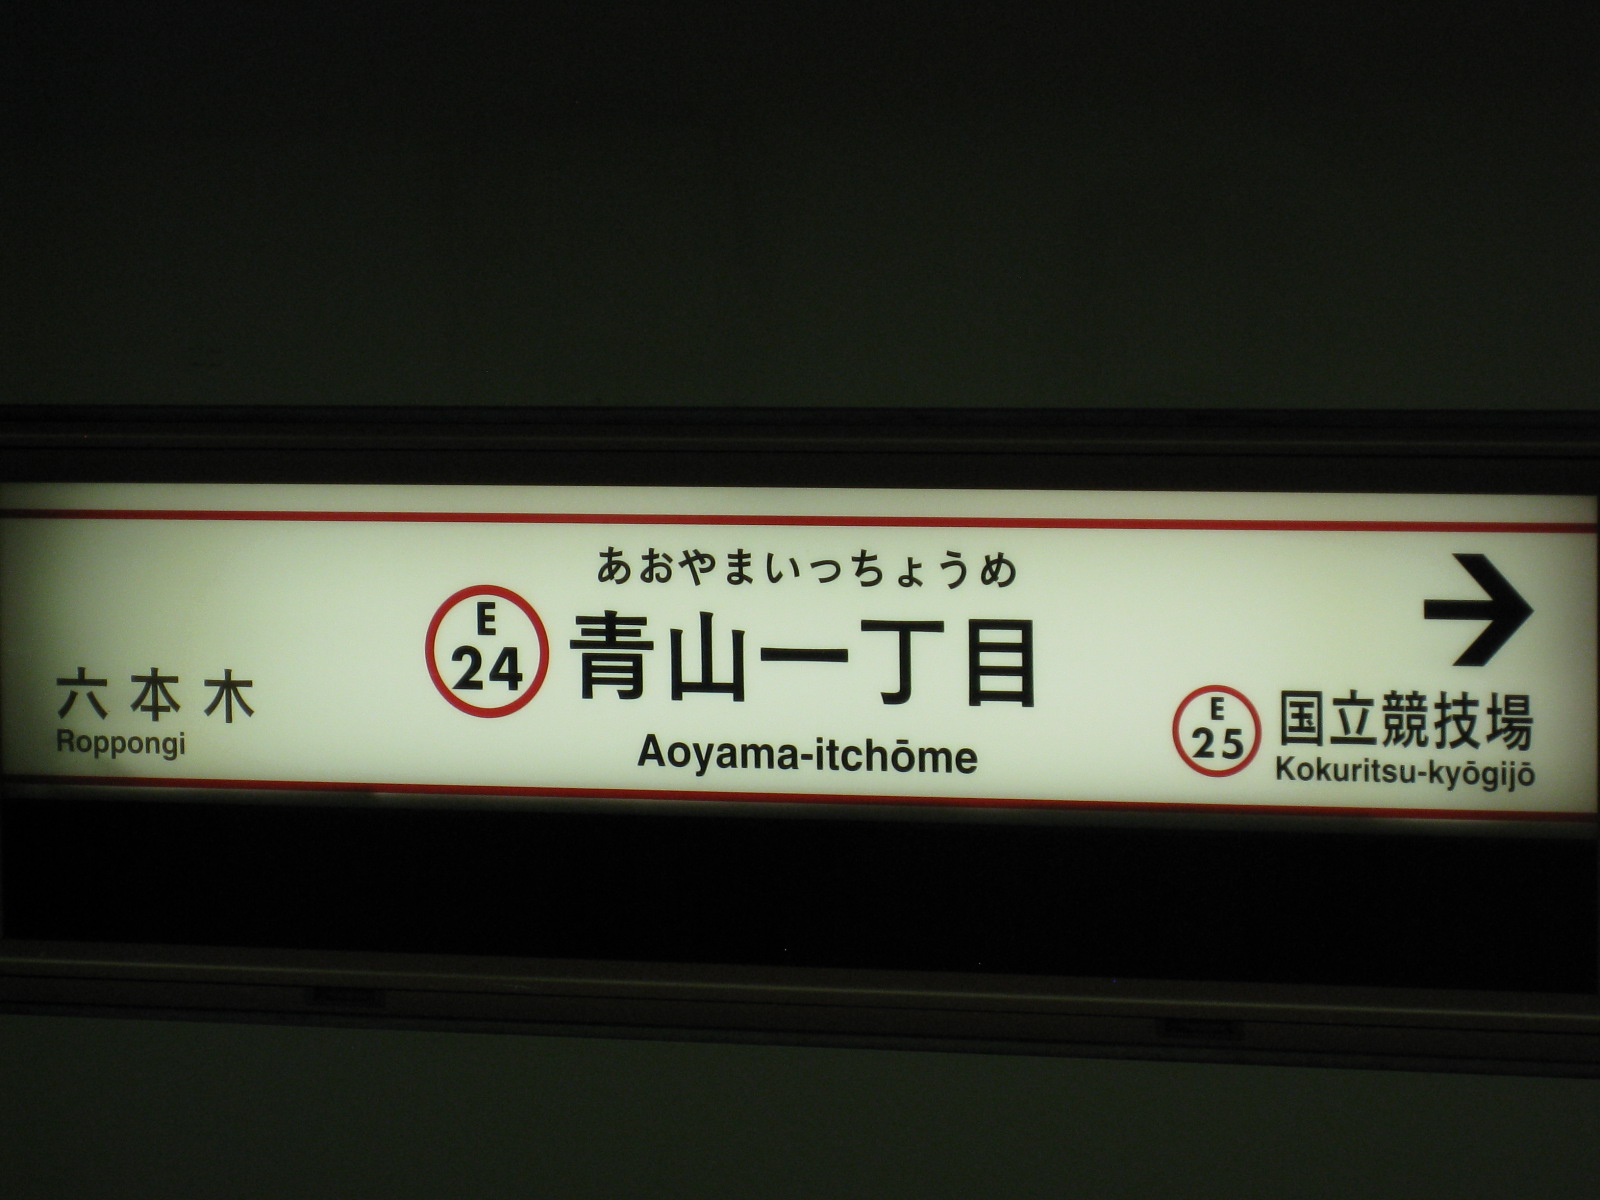 あおやまいっちょうめ
E
24
青山一丁目
Aoyama-itchōme
六本木
Roppongi
→
E
25
国立競技場
Kokuritsu-kyōgijō